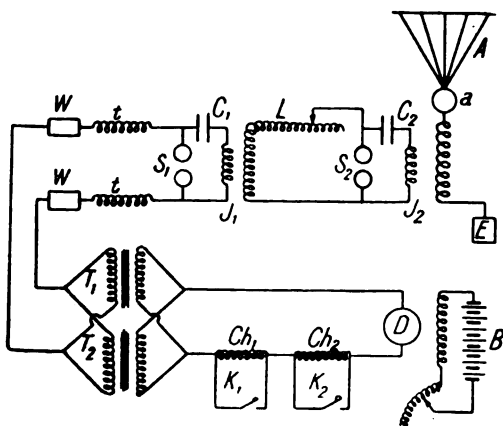 A
a
W
t
C₁
L
C₂
S₁
S₂
W
t
J₁
J₂
E
T₁
T₂
Ch₁
Ch₂
K₁
K₂
D
B